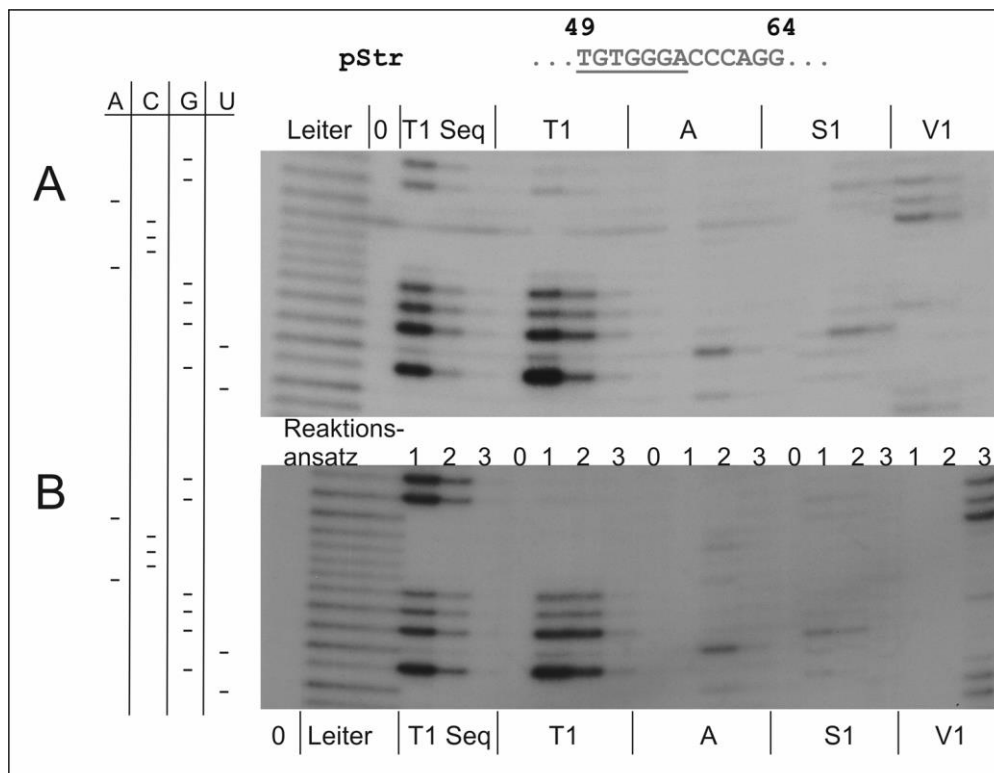 49 64
pStr ...TGTGGGACCCAGG...
A C G U
Leiter 0 T1 Seq T1 A S1 V1
A
Reaktions-
ansatz 1 2 3 0 1 2 3 0 1 2 3 0 1 2 3 1 2 3
B
0 Leiter T1 Seq T1 A S1 V1